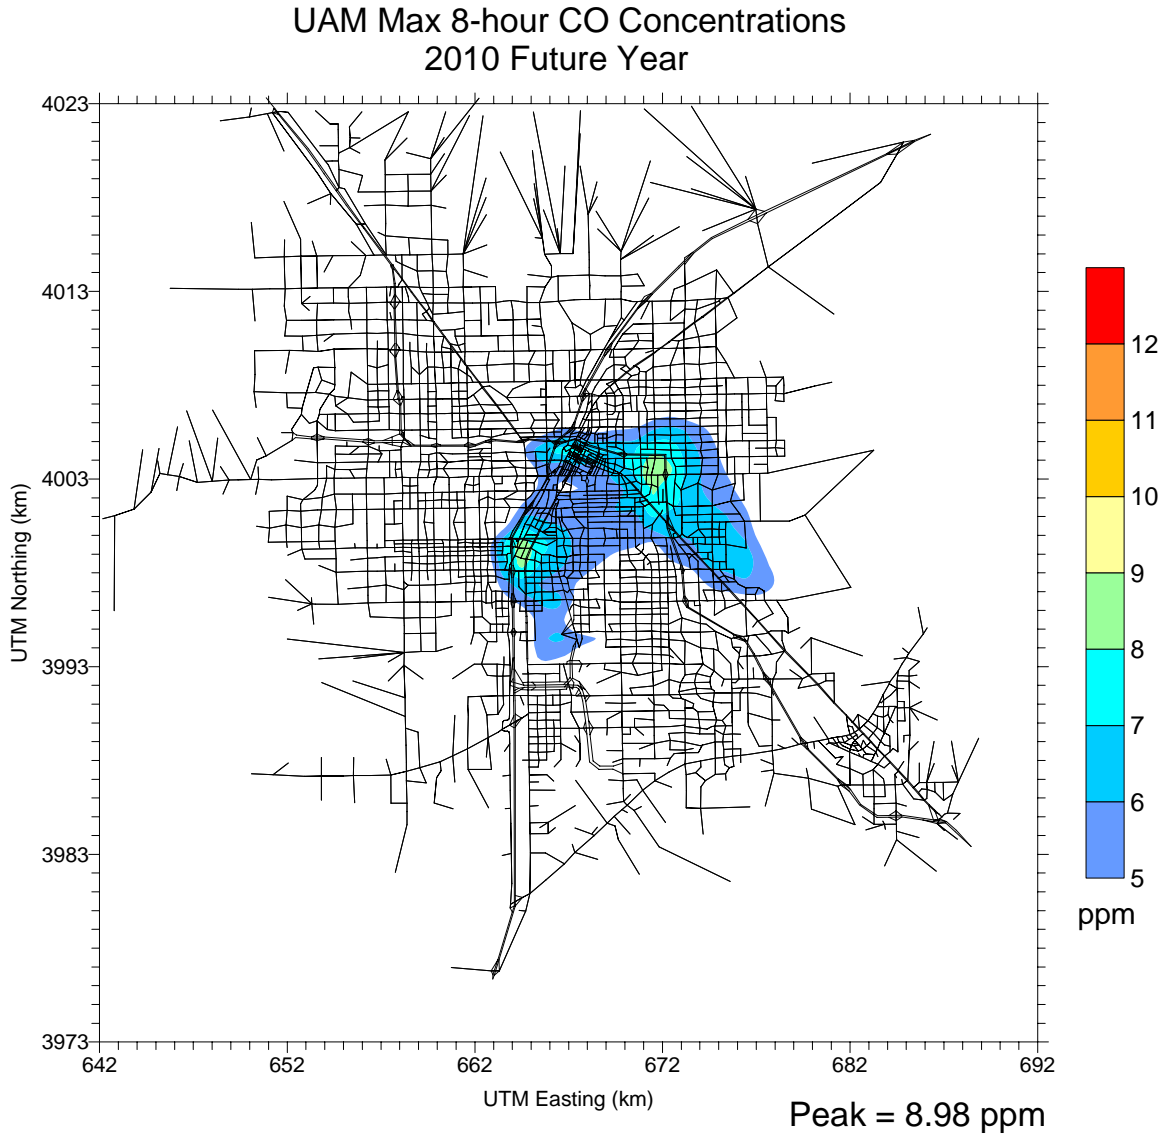 UAM Max 8-hour CO Concentrations
2010 Future Year
4023
4013
4003
3993
3983
3973
UTM Northing (km)
642 652 662 672 682 692
UTM Easting (km)
12
11
10
9
8
7
6
5
ppm
Peak = 8.98 ppm